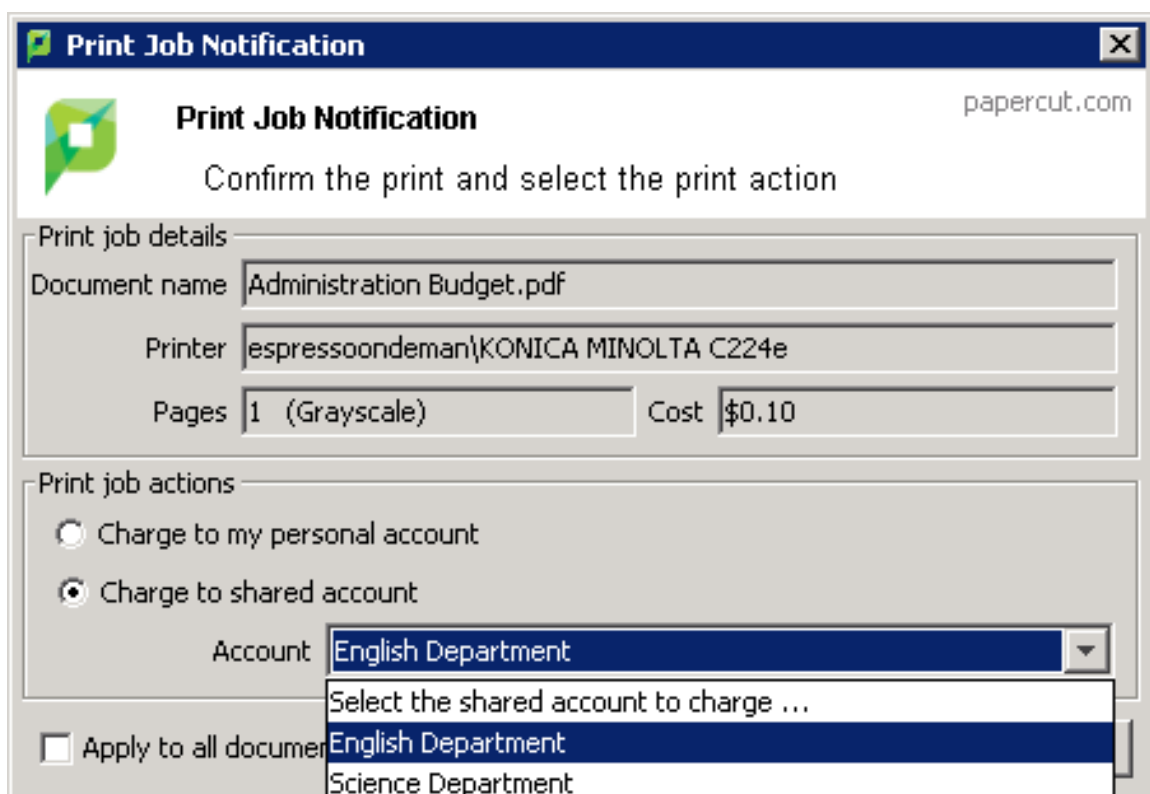 Print Job Notification
papercut.com
Print Job Notification
Confirm the print and select the print action
Print job details
Document name Administration Budget.pdf
Printer espressoondeman\KONICA MINOLTA C224e
Pages 1 (Grayscale) Cost $0.10
Print job actions
Charge to my personal account
Charge to shared account
Account English Department
Select the shared account to charge ...
Apply to all documen English Department
Science Department